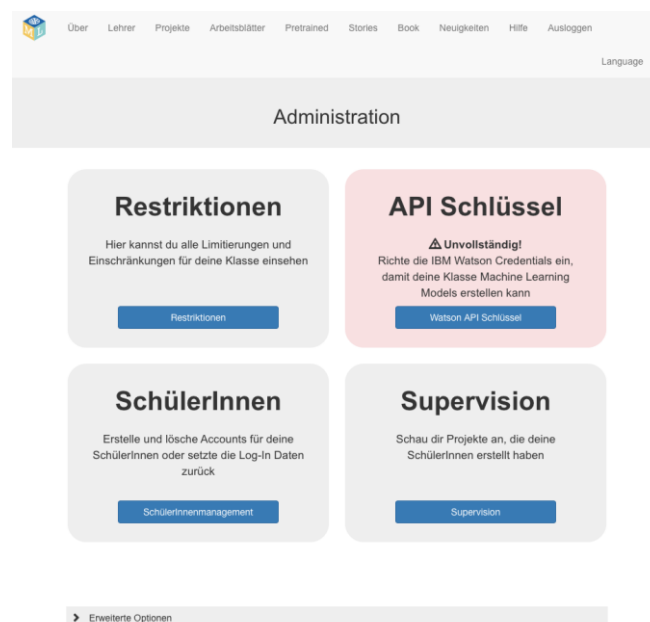 Über Lehrer Projekte Arbeitsblätter Pretrained Stories Book Neuigkeiten Hilfe Ausloggen
Language
Administration
Restriktionen
Hier kannst du alle Limitierungen und
Einschränkungen für deine Klasse einsehen
Restriktionen
API Schlüssel
⚠ Unvollständig!
Richte die IBM Watson Credentials ein,
damit deine Klasse Machine Learning
Models erstellen kann
Watson API Schlüssel
SchülerInnen
Erstelle und lösche Accounts für deine
SchülerInnen oder setzte die Log-In Daten
zurück
SchülerInnenmanagement
Supervision
Schau dir Projekte an, die deine
SchülerInnen erstellt haben
Supervision
Erweiterte Optionen